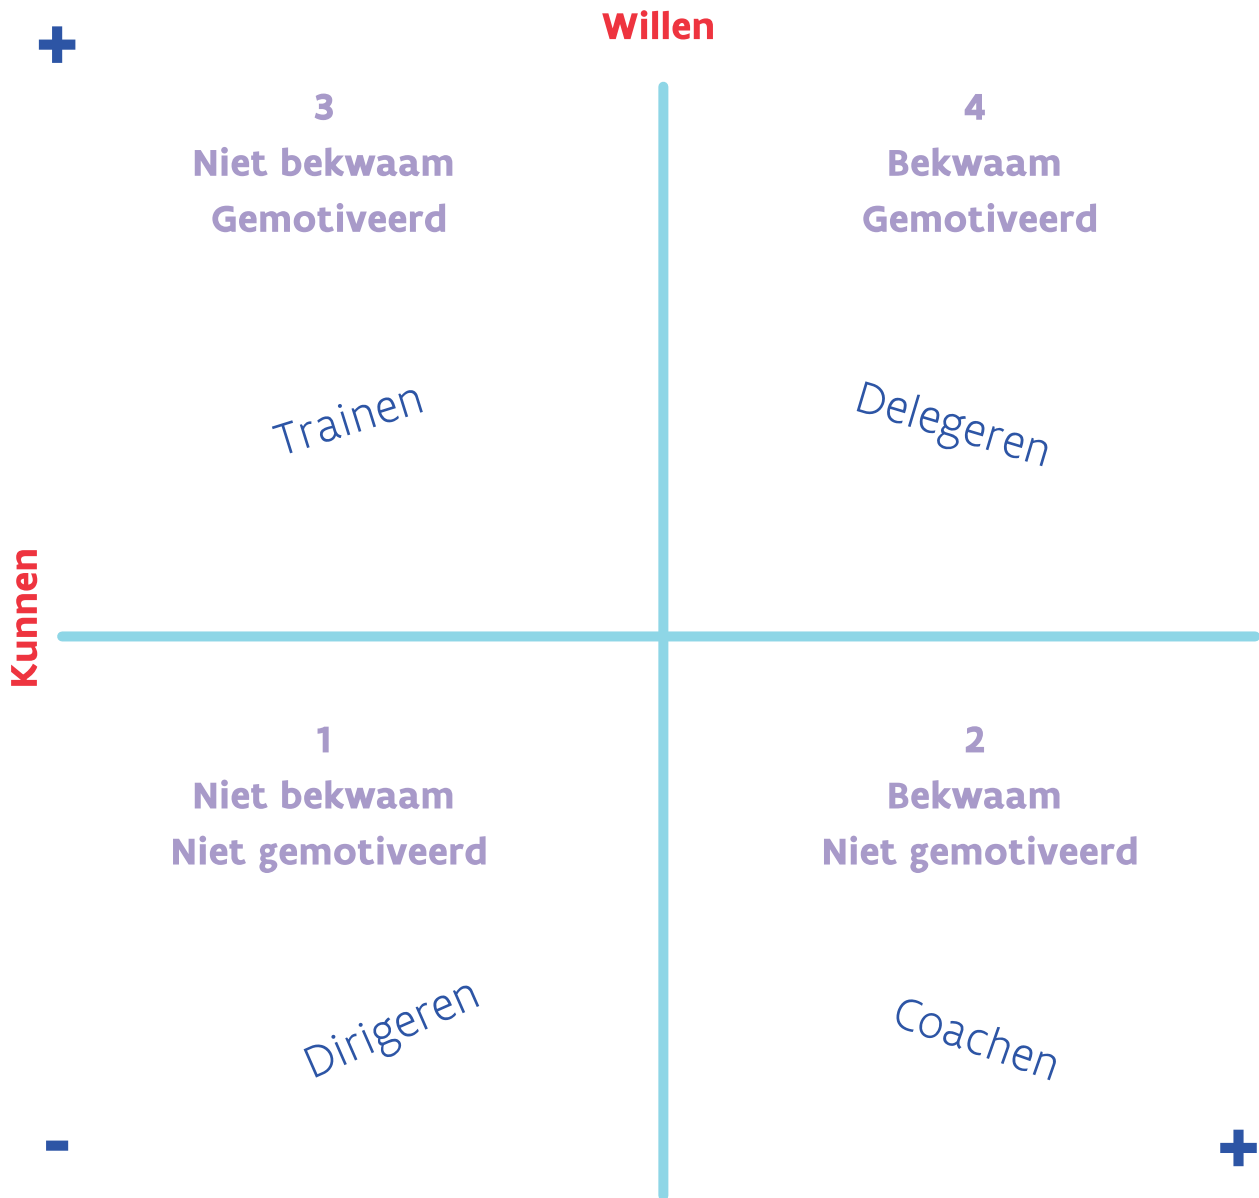 Willen
+
3
Niet bekwaam
Gemotiveerd
Trainen
4
Bekwaam
Gemotiveerd
Delegeren
Kunnen
1
Niet bekwaam
Niet gemotiveerd
Dirigeren
2
Bekwaam
Niet gemotiveerd
Coachen
-
+